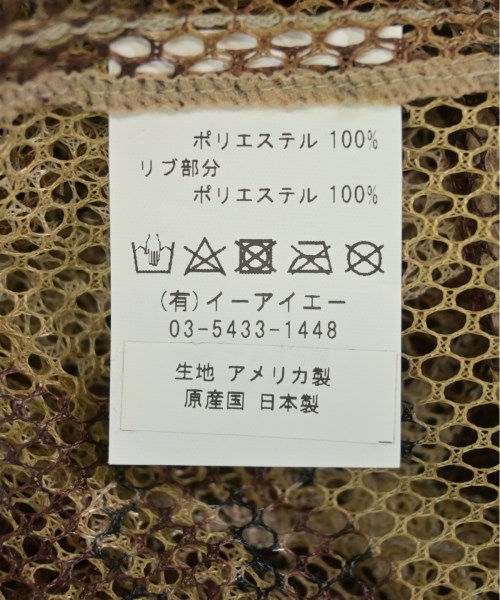 ポリエステル 100%
リブ部分
ポリエステル 100%
(有)イーアイエー
03-5433-1448
生地 アメリカ製
原産国 日本製